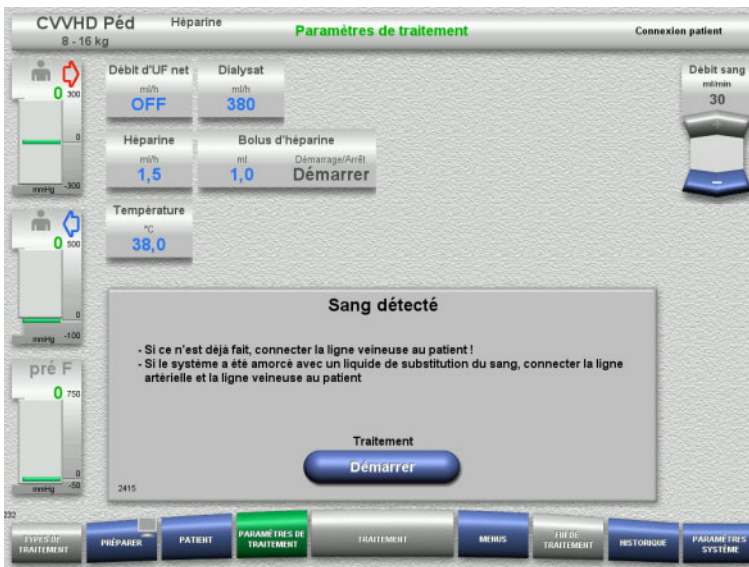 CVVHD Péd
Héparine
8 - 16 kg
Paramètres de traitement
Connexion patient
Débit d'UF net
Dialysat
Débit sang
ml/h
ml/h
ml/min
OFF
380
30
0
300
0
-300
mmHg
Héparine
Bolus d'héparine
ml/h
ml
Démarrage/Arrêt
1,5
1,0
Démarrer
Température
°C
38,0
0
500
0
-100
mmHg
pré F
0
750
0
-50
mmHg
Sang détecté
- Si ce n'est déjà fait, connecter la ligne veineuse au patient !
- Si le système a été amorcé avec un liquide de substitution du sang, connecter la ligne
artérielle et la ligne veineuse au patient
Traitement
Démarrer
2415
232
TYPES DE
TRAITEMENT
PRÉPARER
PATIENT
PARAMÈTRES DE
TRAITEMENT
TRAITEMENT
MENUS
FIN DE
TRAITEMENT
HISTORIQUE
PARAMÈTRES
SYSTÈME